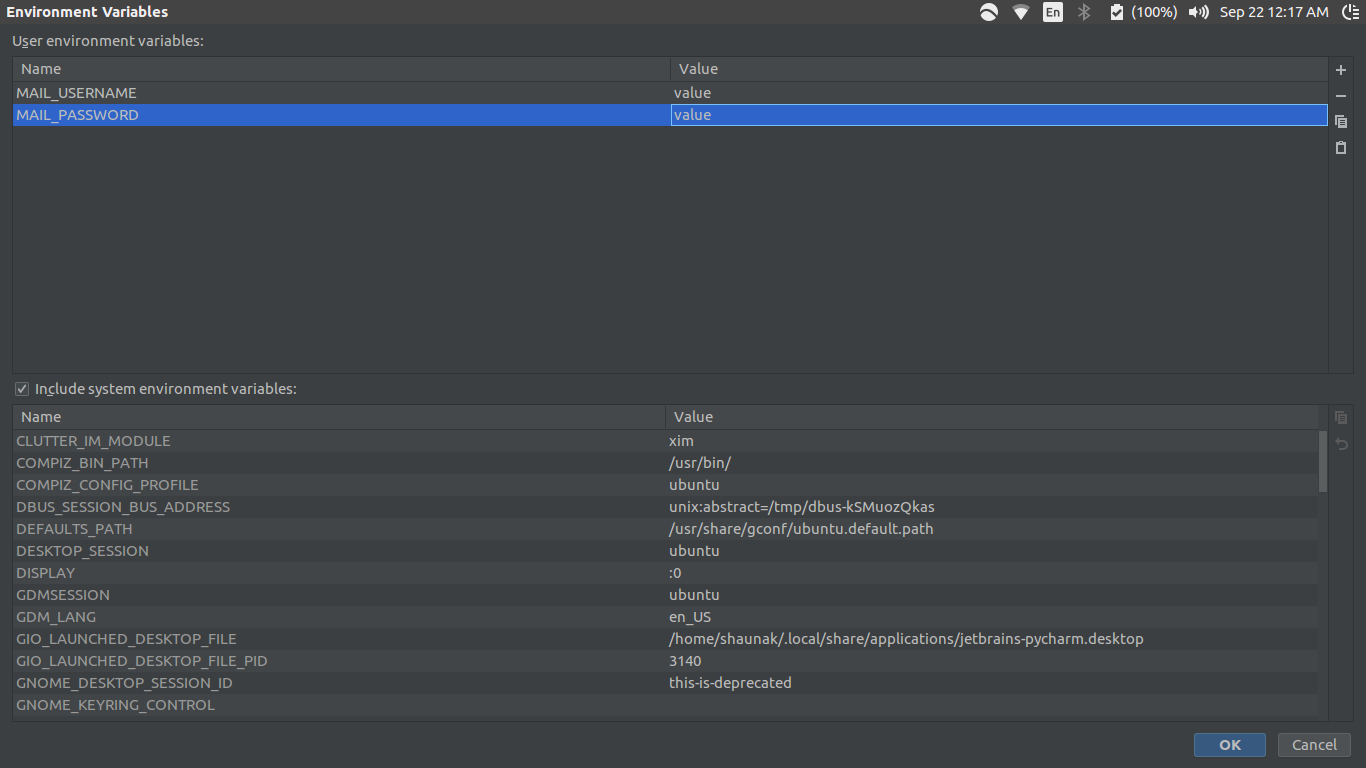 Environment Variables En (100%) Sep 22 12:17 AM
User environment variables:
Name Value
MAIL_USERNAME value
MAIL_PASSWORD value
Include system environment variables:
Name Value
CLUTTER_IM_MODULE xim
COMPIZ_BIN_PATH /usr/bin/
COMPIZ_CONFIG_PROFILE ubuntu
DBUS_SESSION_BUS_ADDRESS unix:abstract=/tmp/dbus-kSMuozQkas
DEFAULTS_PATH /usr/share/gconf/ubuntu.default.path
DESKTOP_SESSION ubuntu
DISPLAY :0
GDMSESSION ubuntu
GDM_LANG en_US
GIO_LAUNCHED_DESKTOP_FILE /home/shaunak/.local/share/applications/jetbrains-pycharm.desktop
GIO_LAUNCHED_DESKTOP_FILE_PID 3140
GNOME_DESKTOP_SESSION_ID this-is-deprecated
GNOME_KEYRING_CONTROL
OK Cancel